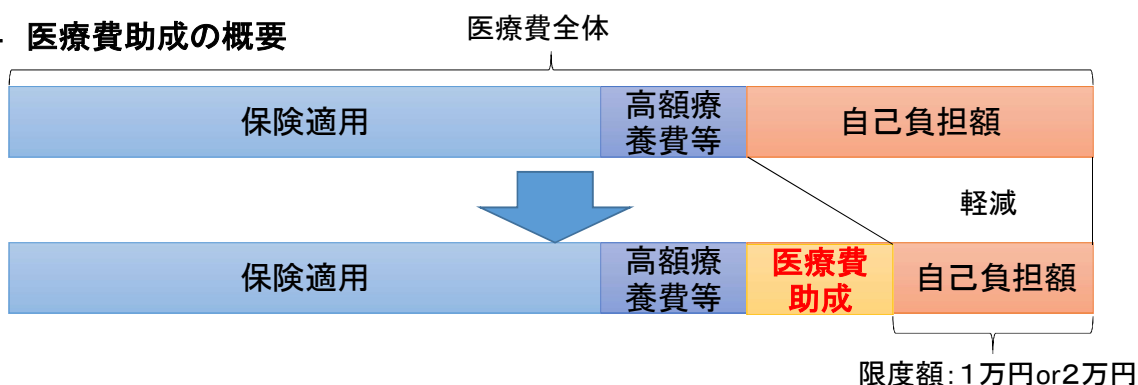 医療費助成の概要
医療費全体
保険適用
高額療
養費等
自己負担額
軽減
保険適用
高額療
養費等
医療費
助成
自己負担額
限度額：１万円or２万円